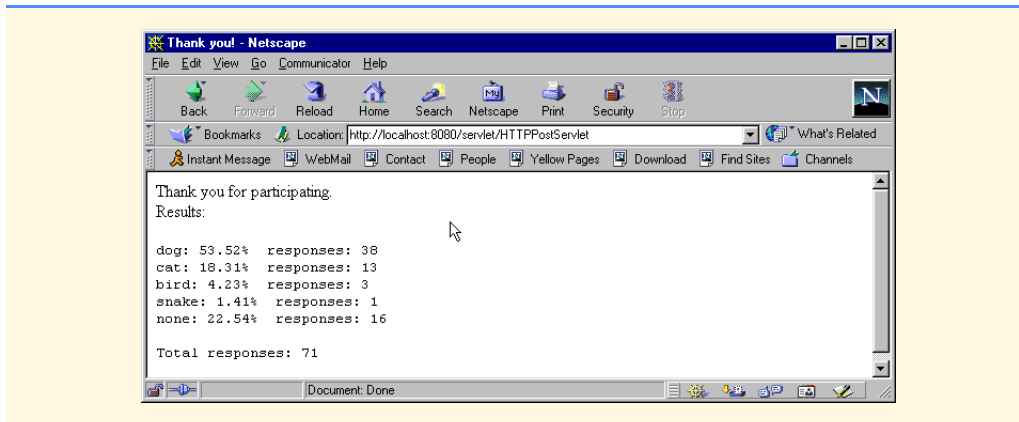 Thank you! - Netscape
File Edit View Go Communicator Help
My
N
Back Forward Reload Home Search Netscape Print Security Stop
Bookmarks Location: http://localhost:8080/servlet/HTTPPostServlet What's Related
Instant Message WebMail Contact People Yellow Pages Download Find Sites Channels
Thank you for participating.
Results:
dog: 53.52% responses: 38
cat: 18.31% responses: 13
bird: 4.23% responses: 3
snake: 1.41% responses: 1
none: 22.54% responses: 16
Total responses: 71
Document: Done